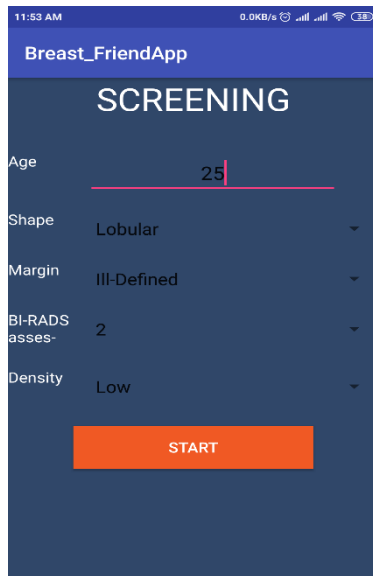 11:53 AM 0.0KB/s 38
Breast_FriendApp
SCREENING
Age 25
Shape Lobular
Margin Ill-Defined
BI-RADS
asses- 2
Density Low
START